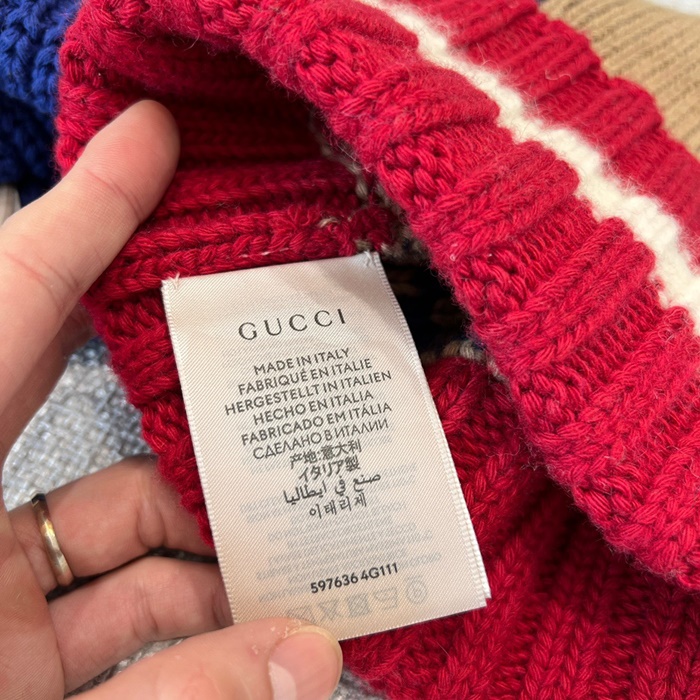 GUCCI
MADE IN ITALY
FABRIQUÉ EN ITALIE
HERGESTELLT IN ITALIEN
HECHO EN ITALIA
FABRICADO EM ITÁLIA
СДЕЛАНО В ИТАЛИИ
产地:意大利
イタリア製
صنع في ايطاليا
이태리제
597636 4G111